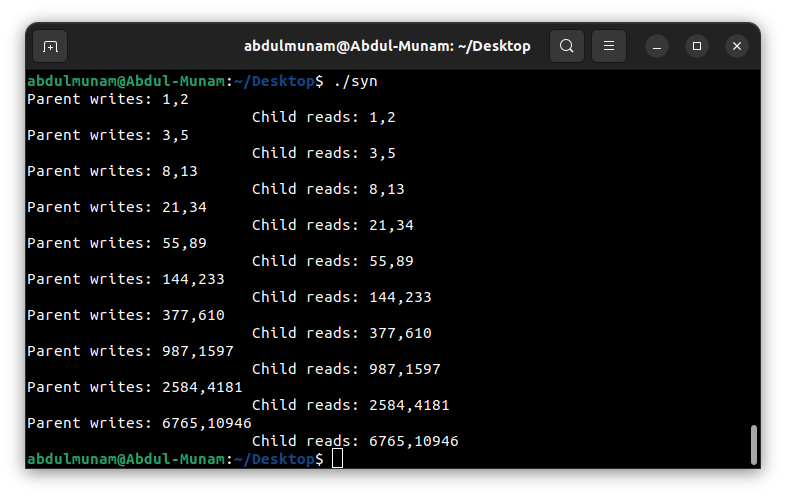 abdulmunam@Abdul-Munam: ~/Desktop
abdulmunam@Abdul-Munam:~/Desktop$ ./syn
Parent writes: 1,2
Child reads: 1,2
Parent writes: 3,5
Child reads: 3,5
Parent writes: 8,13
Child reads: 8,13
Parent writes: 21,34
Child reads: 21,34
Parent writes: 55,89
Child reads: 55,89
Parent writes: 144,233
Child reads: 144,233
Parent writes: 377,610
Child reads: 377,610
Parent writes: 987,1597
Child reads: 987,1597
Parent writes: 2584,4181
Child reads: 2584,4181
Parent writes: 6765,10946
Child reads: 6765,10946
abdulmunam@Abdul-Munam:~/Desktop$